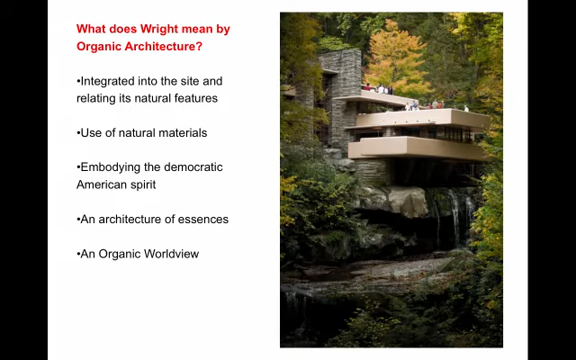 What does Wright mean by
Organic Architecture?
•Integrated into the site and
relating its natural features
•Use of natural materials
•Embodying the democratic
American spirit
•An architecture of essences
•An Organic Worldview